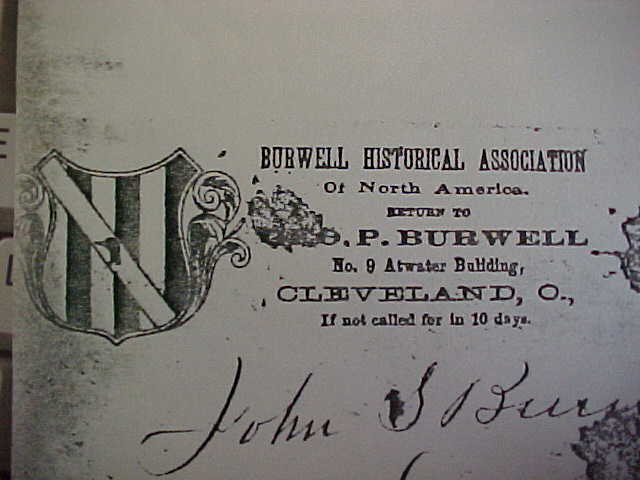 BURWELL HISTORICAL ASSOCIATION
Of North America.
RETURN TO
P. BURWELL
No. 9 Atwater Building,
CLEVELAND, O.,
If not called for in 10 days.
John S